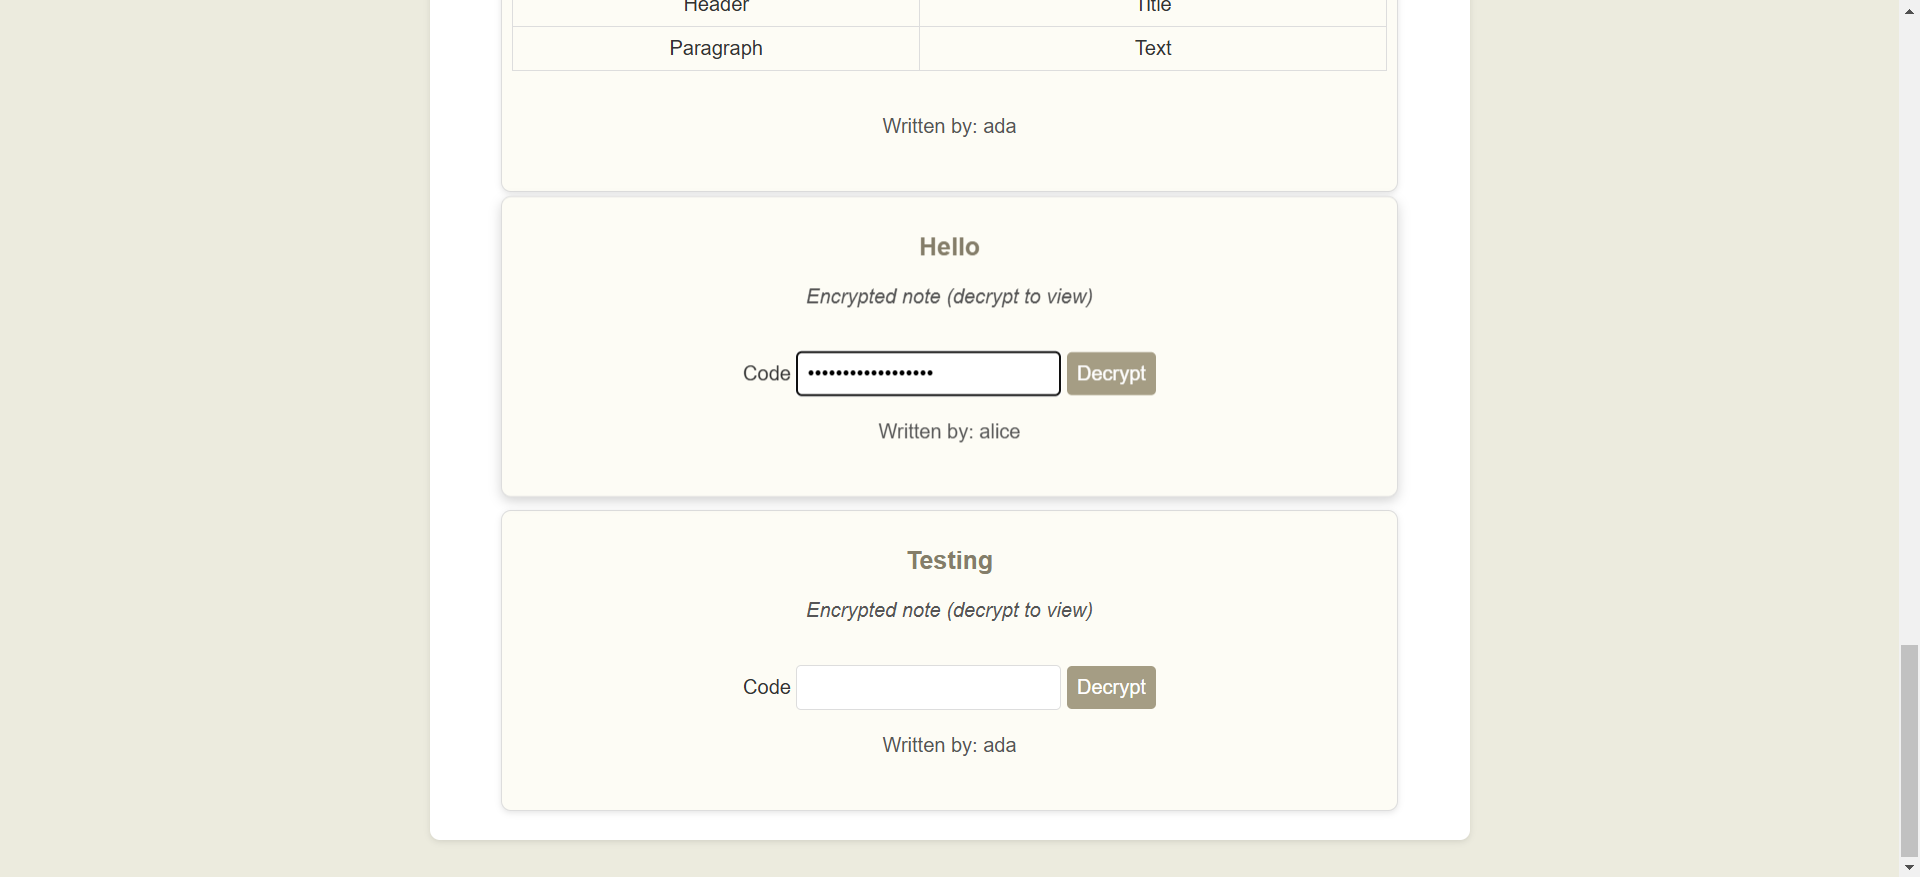 Header Title
Paragraph Text
Written by: ada
Hello
Encrypted note (decrypt to view)
Code •••••••••••••••••• Decrypt
Written by: alice
Testing
Encrypted note (decrypt to view)
Code Decrypt
Written by: ada